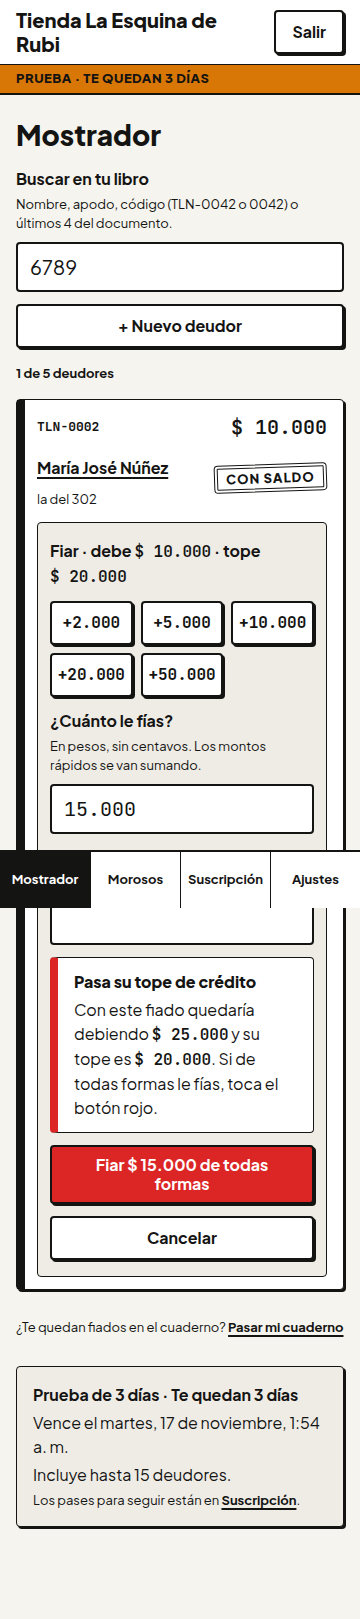 Tienda La Esquina de
Rubi
Salir
PRUEBA · TE QUEDAN 3 DÍAS
Mostrador
Buscar en tu libro
Nombre, apodo, código (TLN-0042 o 0042) o
últimos 4 del documento.
6789
+ Nuevo deudor
1 de 5 deudores
TLN-0002
$ 10.000
María José Núñez
CON SALDO
la del 302
Fiar · debe $ 10.000 · tope
$ 20.000
+2.000
+5.000
+10.000
+20.000
+50.000
¿Cuánto le fías?
En pesos, sin centavos. Los montos
rápidos se van sumando.
15.000
Mostrador
Morosos
Suscripción
Ajustes
Pasa su tope de crédito
Con este fiado quedaría
debiendo $ 25.000 y su
tope es $ 20.000. Si de
todas formas le fías, toca el
botón rojo.
Fiar $ 15.000 de todas
formas
Cancelar
¿Te quedan fiados en el cuaderno? Pasar mi cuaderno
Prueba de 3 días · Te quedan 3 días
Vence el martes, 17 de noviembre, 1:54
a. m.
Incluye hasta 15 deudores.
Los pases para seguir están en Suscripción.